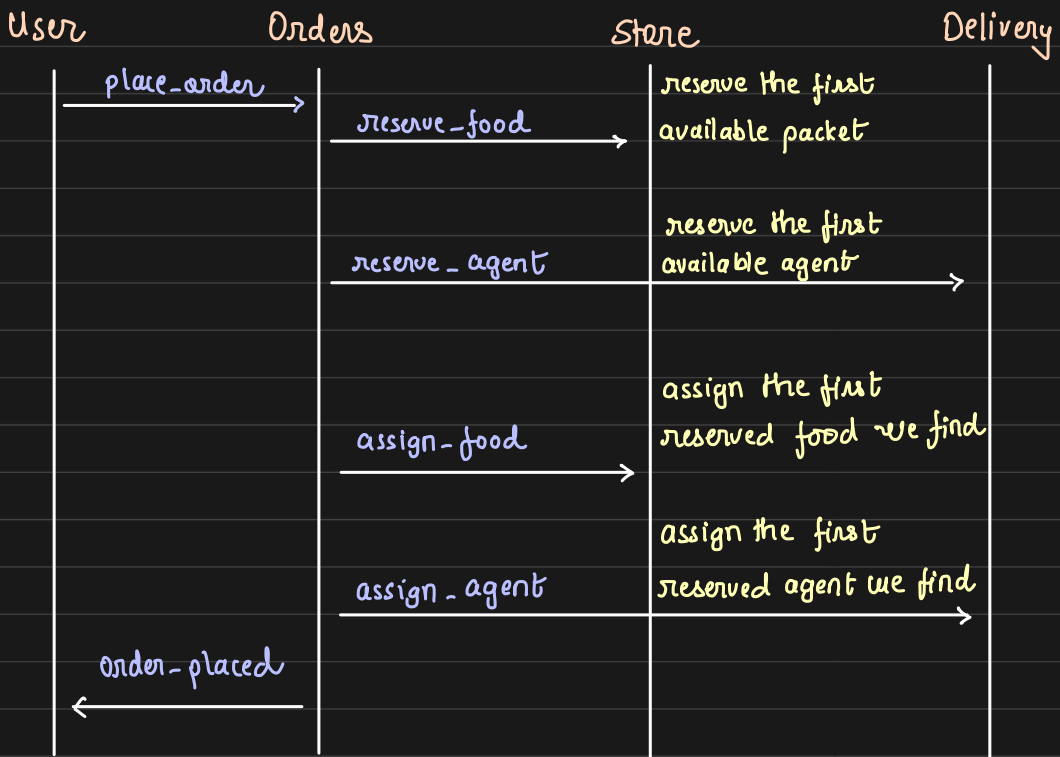 User Orders Store Delivery
place_order
reserve the first
reserve_food
available packet
reserve the first
reserve_agent
available agent
assign the first
assign_food
reserved food we find
assign the first
assign_agent
reserved agent we find
order_placed